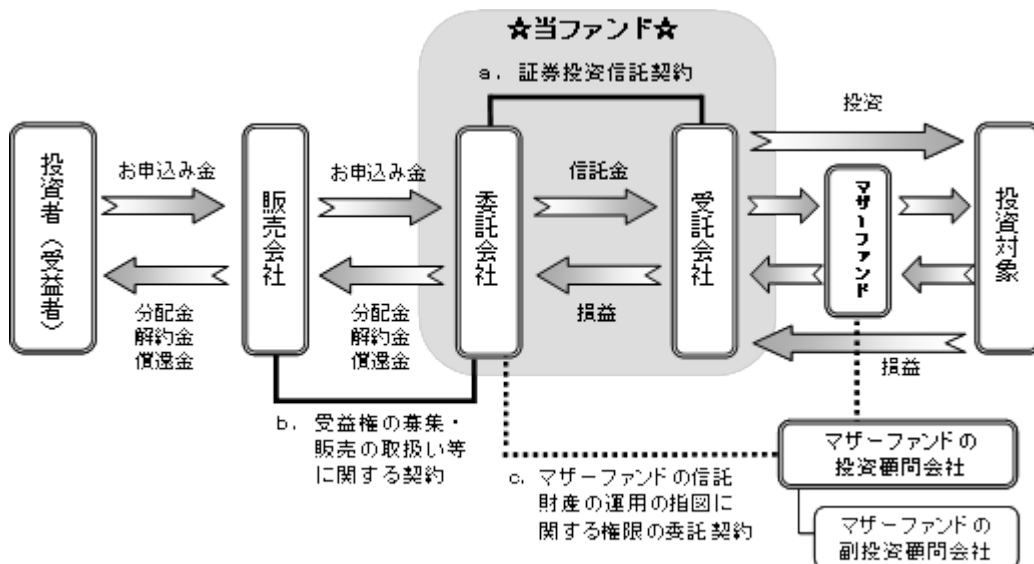 ☆当ファンド☆
a．証券投資信託契約
投資
投資者（受益者）
お申込み金
販売会社
お申込み金
委託会社
信託金
受託会社
マザーファンド
投資対象
分配金
解約金
償還金
分配金
解約金
償還金
損益
損益
b．受益権の募集・
販売の取扱い等
に関する契約
c．マザーファンドの信託
財産の運用の指図に
関する権限の委託契約
マザーファンドの
投資顧問会社
マザーファンドの
副投資顧問会社